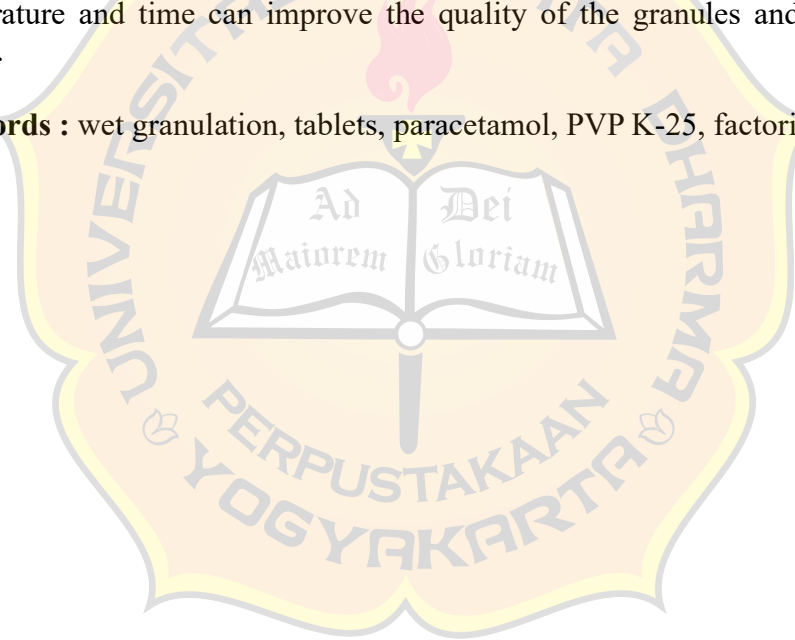 rature and time can improve the quality of the granules and
.
ords : wet granulation, tablets, paracetamol, PVP K-25, factori
Ad Dei
Maiorem Gloriam
PERPUSTAKAAN
YOGYAKARTA